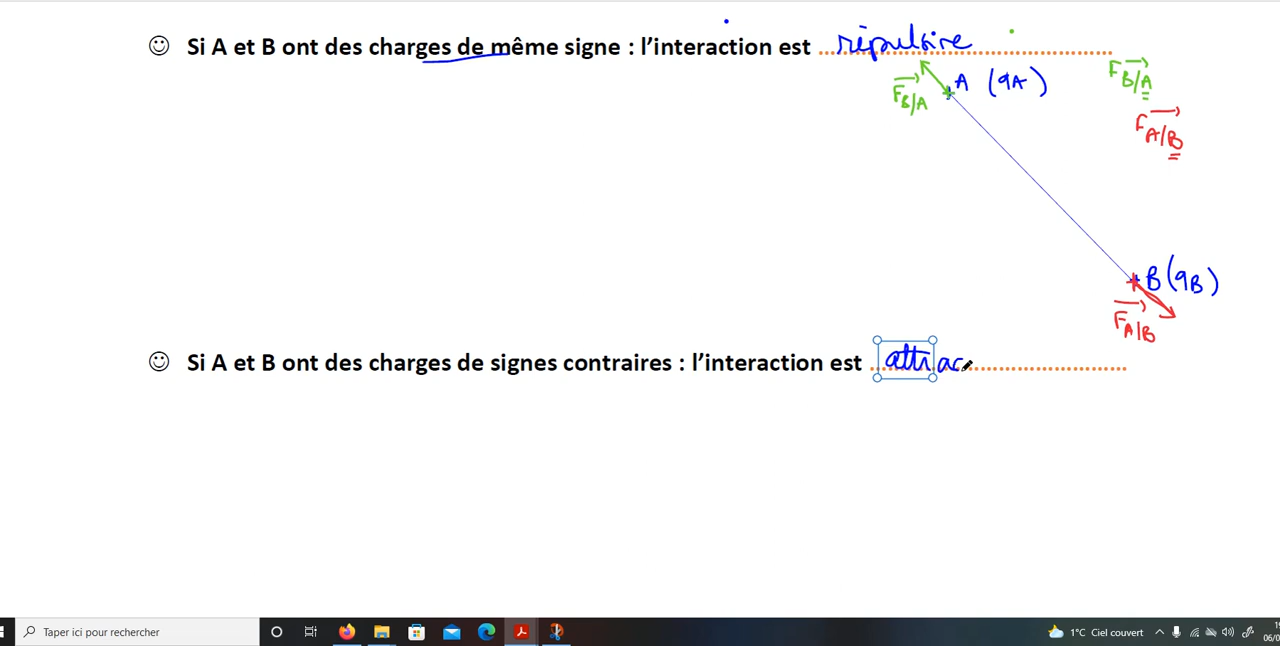 ☺ Si A et B ont des charges de même signe : l'interaction est répulsive
F B/A
A (qA)
F B/A
F A/B
B (qB)
F A/B
☺ Si A et B ont des charges de signes contraires : l'interaction est attrac
Taper ici pour rechercher
1°C Ciel couvert